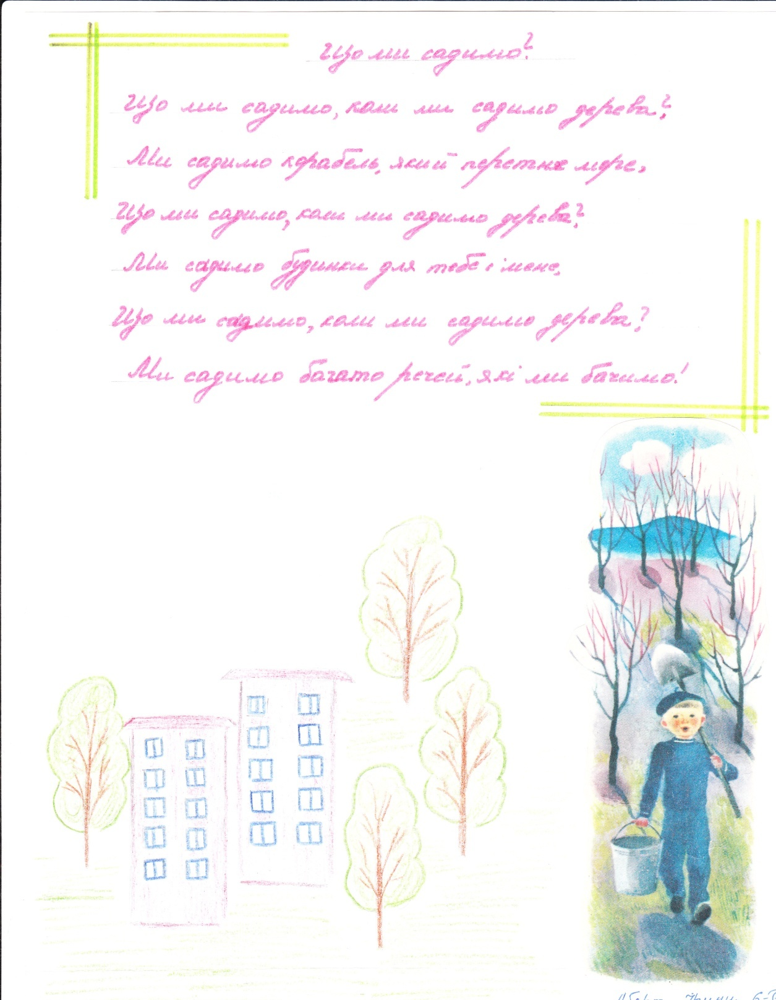 Що ми садимо?
Що ми садимо, коли ми садимо дерева?
Ми садимо корабель, який перетне море,
Що ми садимо, коли ми садимо дерева?
Ми садимо будинки для тебе і мене,
Що ми садимо, коли ми садимо дерева?
Ми садимо багато речей, які ми бачимо!